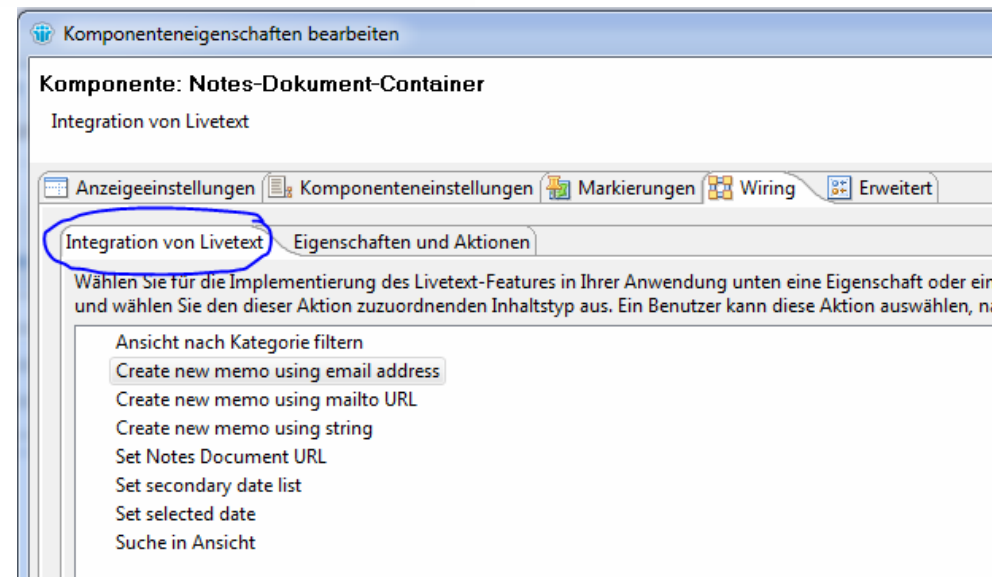 Komponenteneigenschaften bearbeiten
Komponente: Notes-Dokument-Container
Integration von Livetext
Anzeigeeinstellungen Komponenteneinstellungen Markierungen Wiring Erweitert
Integration von Livetext Eigenschaften und Aktionen
Wählen Sie für die Implementierung des Livetext-Features in Ihrer Anwendung unten eine Eigenschaft oder
und wählen Sie den dieser Aktion zuzuordnenden Inhaltstyp aus. Ein Benutzer kann diese Aktion auswählen,
Ansicht nach Kategorie filtern
Create new memo using email address
Create new memo using mailto URL
Create new memo using string
Set Notes Document URL
Set secondary date list
Set selected date
Suche in Ansicht